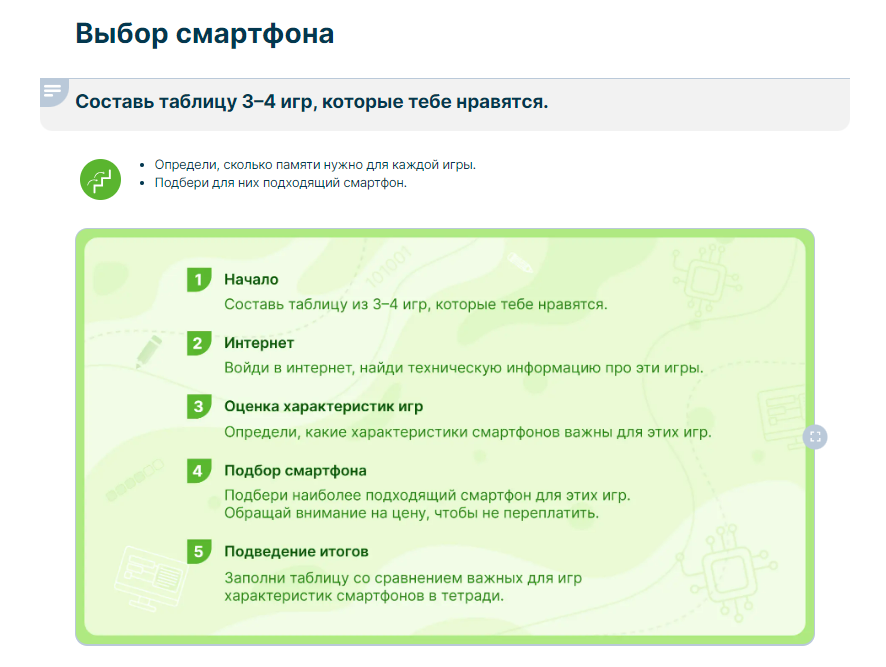 Выбор смартфона
Составь таблицу 3–4 игр, которые тебе нравятся.
• Определи, сколько памяти нужно для каждой игры.
• Подбери для них подходящий смартфон.
101001
1 Начало
Составь таблицу из 3–4 игр, которые тебе нравятся.
2 Интернет
Войди в интернет, найди техническую информацию про эти игры.
3 Оценка характеристик игр
Определи, какие характеристики смартфонов важны для этих игр.
4 Подбор смартфона
Подбери наиболее подходящий смартфон для этих игр.
Обращай внимание на цену, чтобы не переплатить.
5 Подведение итогов
Заполни таблицу со сравнением важных для игр
характеристик смартфонов в тетради.